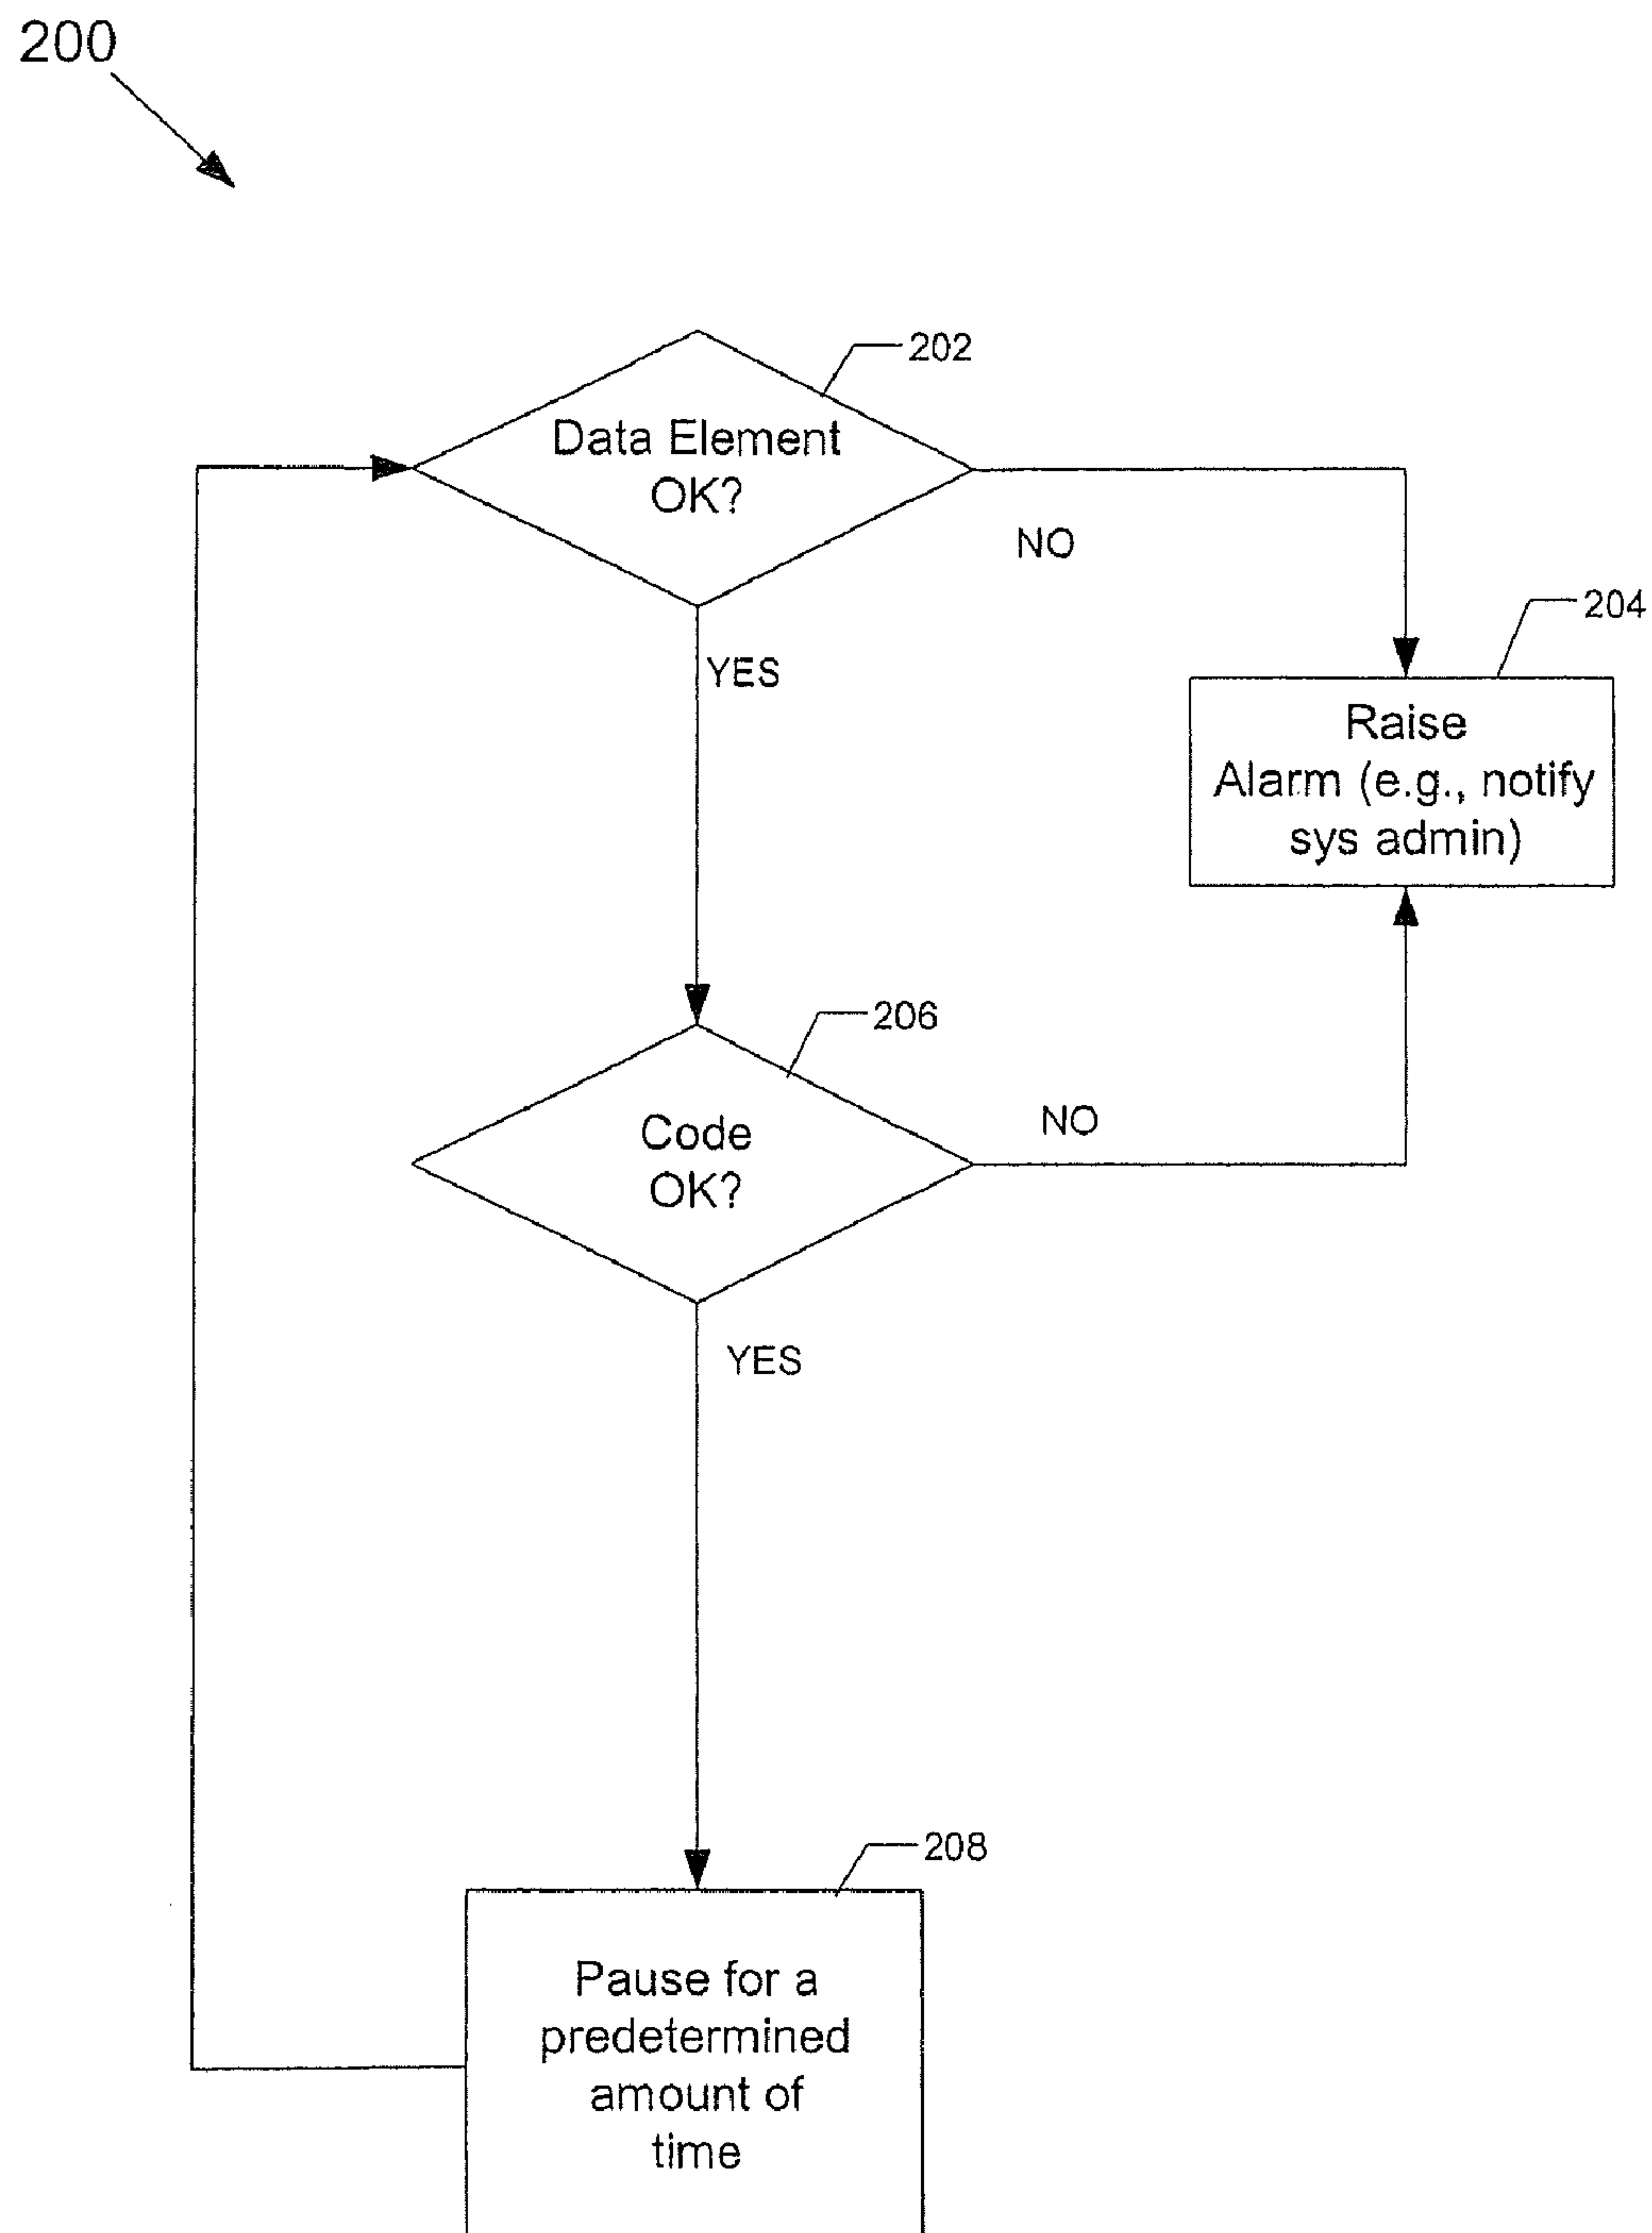 200
202
Data Element
OK?
NO
204
YES
Raise
Alarm (e.g., notify
sys admin)
206
Code
OK?
NO
YES
208
Pause for a
predetermined
amount of
time